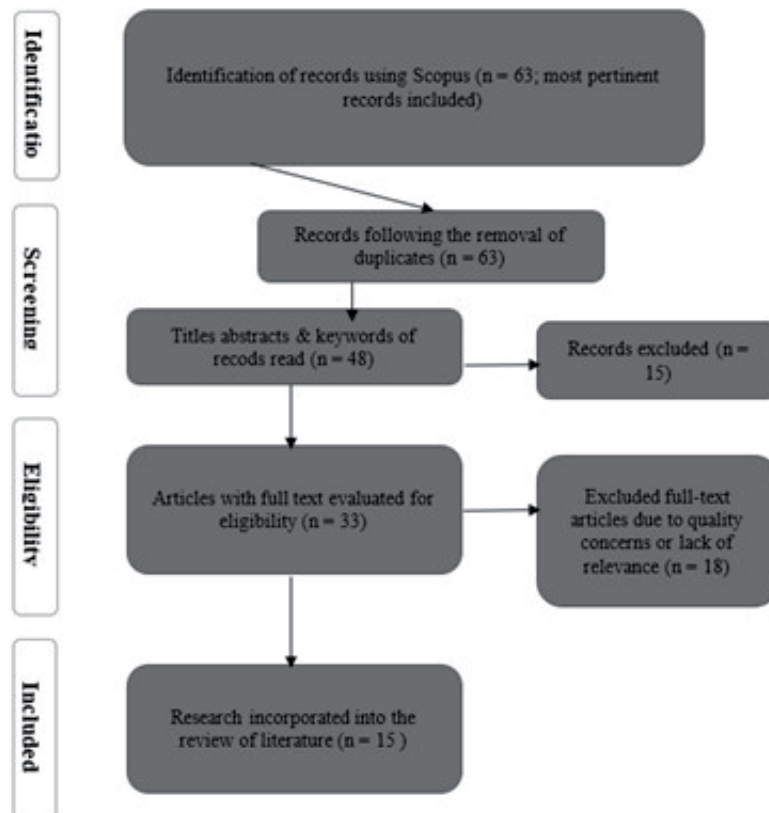 Identificatio
Identification of records using Scopus (n = 63; most pertinent
records included)
Screening
Records following the removal of
duplicates (n = 63)
Titles abstracts & keywords of
recods read (n = 48)
Records excluded (n =
15)
Eligibility
Articles with full text evaluated for
eligibility (n = 33)
Excluded full-text
articles due to quality
concerns or lack of
relevance (n = 18)
Included
Research incorporated into the
review of literature (n = 15 )